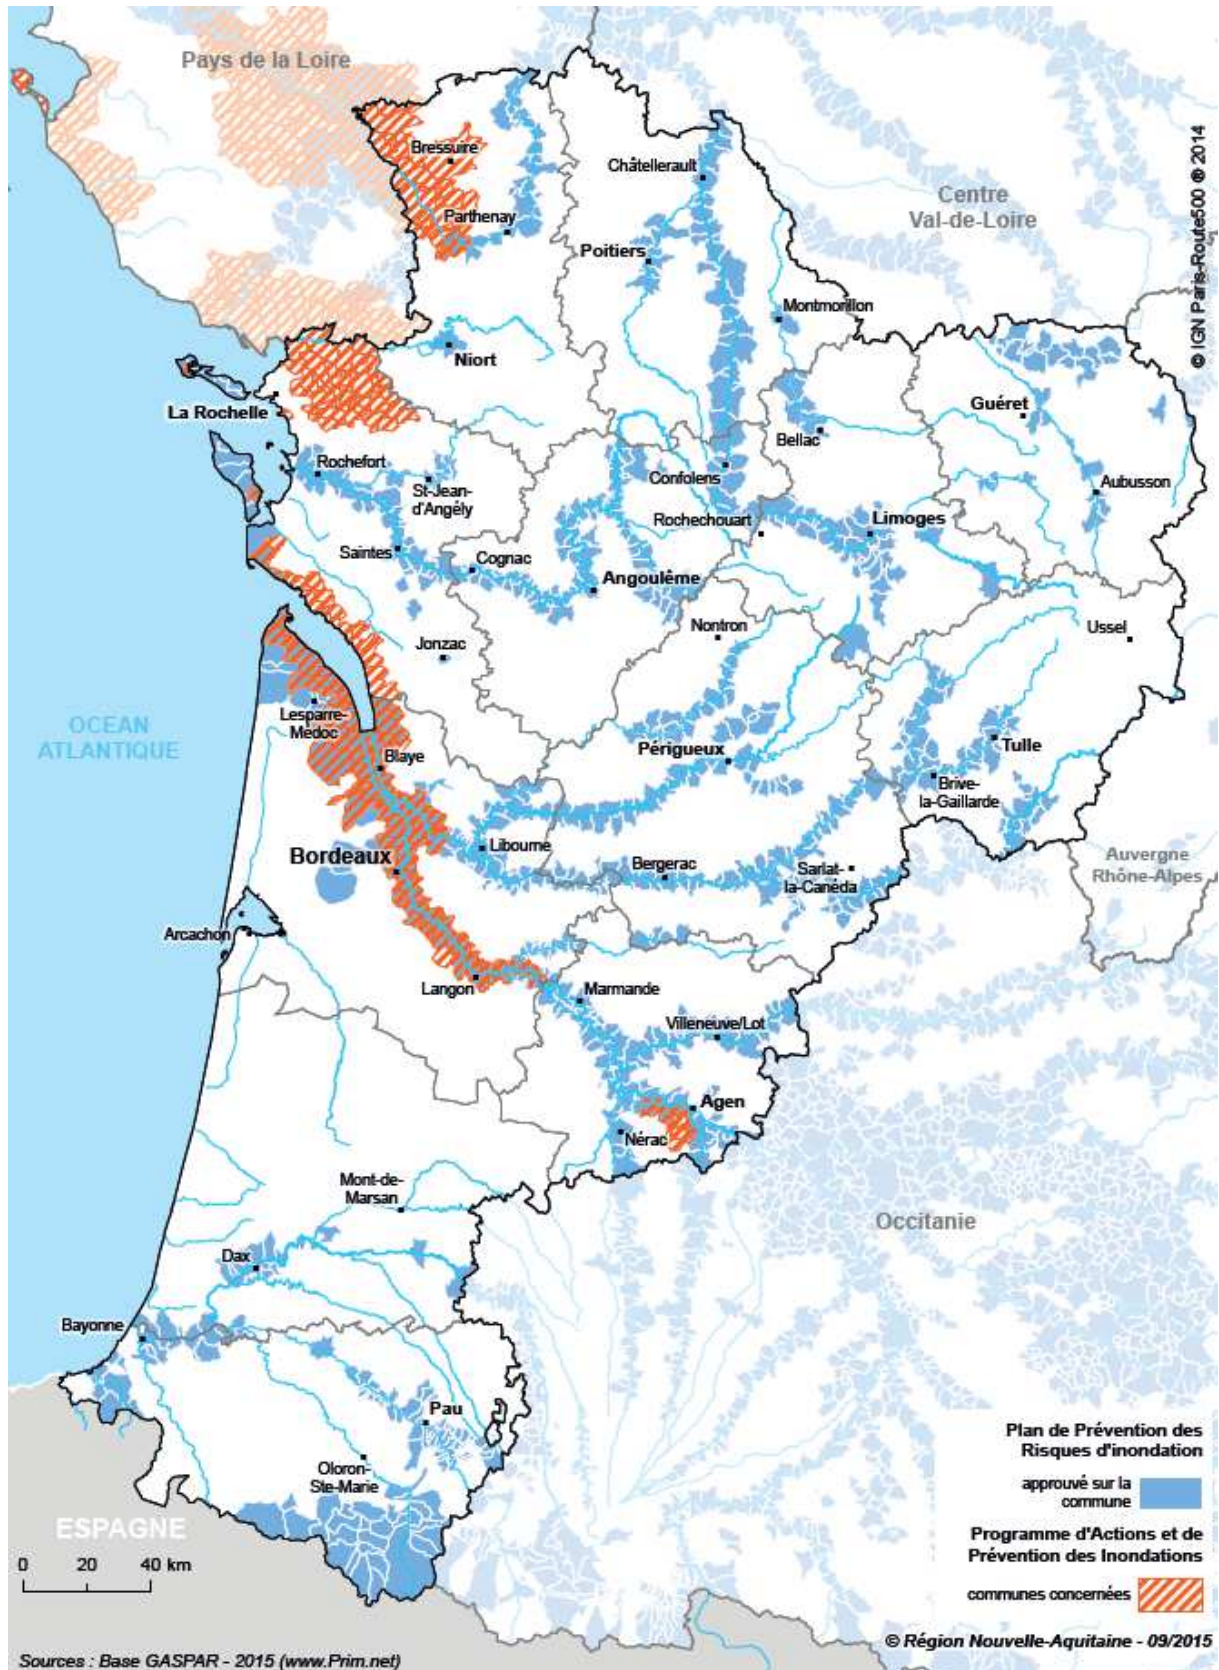 Pays de la Loire
Bressuire
Châtellerault
Centre
Val-de-Loire
© IGN Paris-Route500 ® 2014
Parthenay
Poitiers
Montmorillon
Niort
La Rochelle
Guéret
Bellac
Rochefort
St-Jean-
d'Angély
Confolens
Aubusson
Rochechouart
Limoges
Saintes
Cognac
Angoulême
Nontron
Ussel
Jonzac
Lesparre-
Médoc
OCEAN
ATLANTIQUE
Blaye
Périgueux
Tulle
Brive-
la-Gaillarde
Bordeaux
Libourne
Bergerac
Sarlat-
la-Canéda
Auvergne
Rhône-Alpes
Arcachon
Langon
Marmande
Villeneuve/Lot
Agen
Nérac
Mont-de-
Marsan
Occitanie
Dax
Bayonne
Pau
Oloron-
Ste-Marie
ESPAGNE
0 20 40 km
Plan de Prévention des
Risques d'inondation
approuvé sur la
commune
Programme d'Actions et de
Prévention des Inondations
communes concernées
© Région Nouvelle-Aquitaine - 09/2015
Sources : Base GASPAR - 2015 (www.Prim.net)